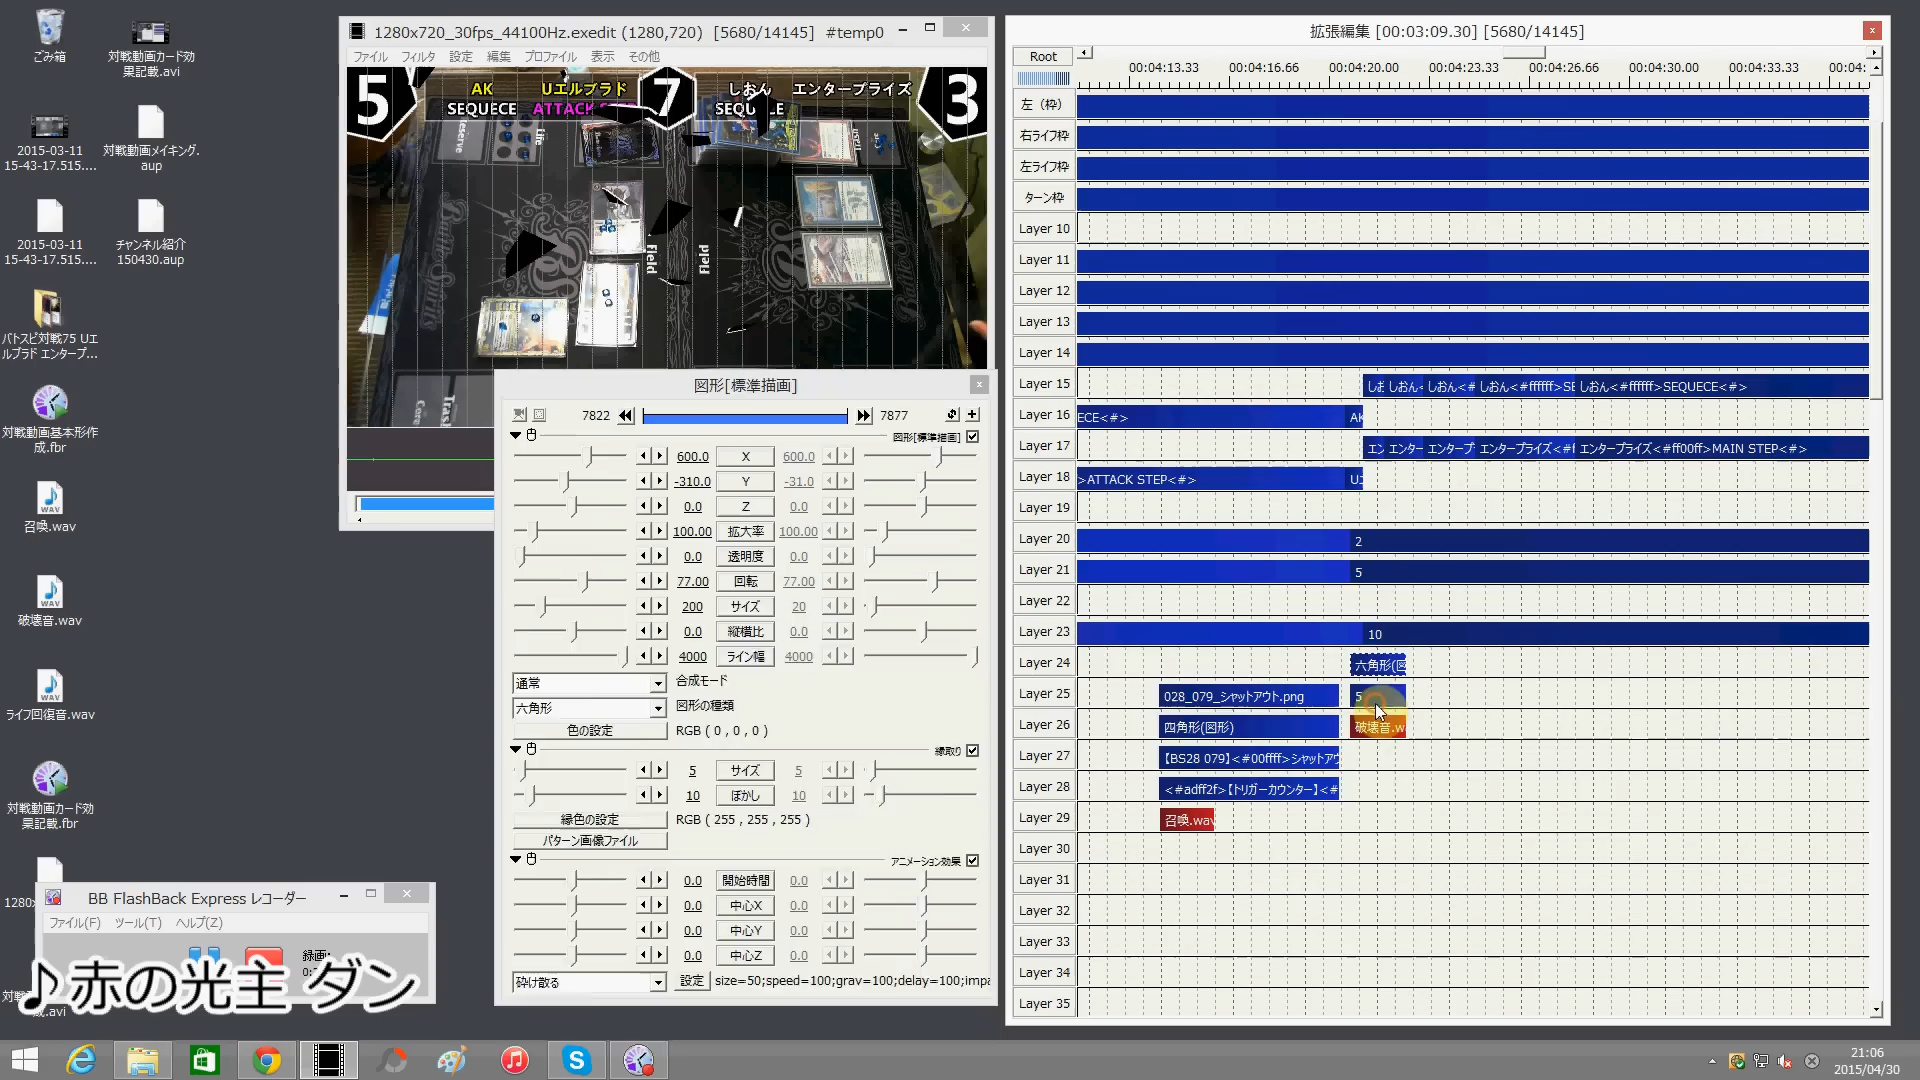 ごみ箱
対戦動画カード効
果記載.avi
2015-03-11
15-43-17.515....
対戦動画メイキング.
aup
2015-03-11
15-43-17.515....
チャンネル紹介
150430.aup
バトスピ対戦75 Uエ
ルブラド エンタープ...
対戦動画基本形作
成.fbr
召喚.wav
破壊音.wav
ライフ回復音.wav
対戦動画カード効
果記載.fbr
1280x720_30fps_44100Hz.exedit (1280,720) [5680/14145] #temp0
ファイル フィルタ 設定 編集 プロファイル 表示 その他
5
AK
Uエルブラド
SEQUECE
7
しおん
エンタープライズ
3
Reserve
Life
Field
Field
図形[標準描画]
7822
7877
図形[標準描画]
600.0 X 600.0
-310.0 Y -31.0
0.0 Z 0.0
100.00 拡大率 100.00
0.0 透明度 0.0
77.00 回転 77.00
200 サイズ 20
0.0 縦横比 0.0
4000 ライン幅 4000
通常 合成モード
六角形 図形の種類
色の設定 RGB ( 0 , 0 , 0 )
縁取り
5 サイズ 5
10 ぼかし 10
縁色の設定 RGB ( 255 , 255 , 255 )
パターン画像ファイル
アニメーション効果
0.0 開始時間 0.0
0.0 中心X 0.0
0.0 中心Y 0.0
0.0 中心Z 0.0
砕け散る 設定 size=50;speed=100;grav=100;delay=100;impa
拡張編集 [00:03:09.30] [5680/14145]
Root
00:04:13.33 00:04:16.66 00:04:20.00 00:04:23.33 00:04:26.66 00:04:30.00 00:04:33.33 00:04:
左（枠）
右ライフ枠
左ライフ枠
ターン枠
Layer 10
Layer 11
Layer 12
Layer 13
Layer 14
Layer 15 しおん<#ffffff>SEQUECE<#>
Layer 16 ECE<#> AK
Layer 17 エンタープライズ<#ff00ff>MAIN STEP<#>
Layer 18 >ATTACK STEP<#>
Layer 19
Layer 20 2
Layer 21 5
Layer 22
Layer 23 10
Layer 24 六角形(図
Layer 25 028_079_シャットアウト.png 5
Layer 26 四角形(図形) 破壊音.w
Layer 27 【BS28 079】<#00ffff>シャットアウ
Layer 28 <#adff2f>【トリガーカウンター】<#
Layer 29 召喚.wav
Layer 30
Layer 31
Layer 32
Layer 33
Layer 34
Layer 35
BB FlashBack Express レコーダー
ファイル(F) ツール(T) ヘルプ(Z)
♪赤の光主 ダン
21:06
2015/04/30